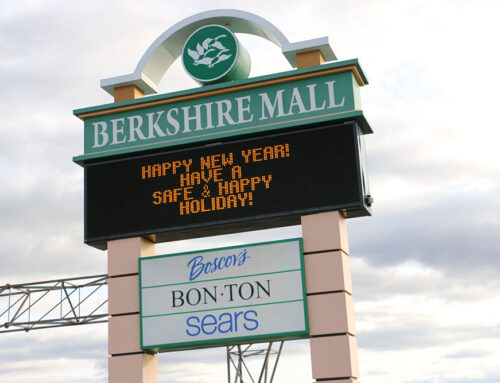 BERKSHIRE MALL
HAPPY NEW YEAR!
HAVE A
SAFE & HAPPY
HOLIDAY!
Boscov's
BON·TON
sears